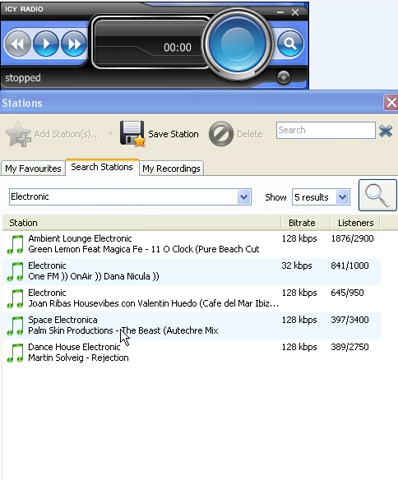 ICY RADIO
00:00
stopped
Stations
Add Station(s)... Save Station Delete Search
My Favourites Search Stations My Recordings
Electronic Show 5 results
Station Bitrate Listeners
Ambient Lounge Electronic 128 kbps 1876/2900
Green Lemon Feat Magica Fe - 11 O Clock (Pure Beach Cut
Electronic 32 kbps 841/1000
One FM )) OnAir )) Dana Nicula ))
Electronic 128 kbps 645/950
Joan Ribas Housevibes con Valentin Huedo (Cafe del Mar Ibiz...
Space Electronica 128 kbps 397/3400
Palm Skin Productions - The Beast (Autechre Mix
Dance House Electronic 128 kbps 389/2750
Martin Solveig - Rejection